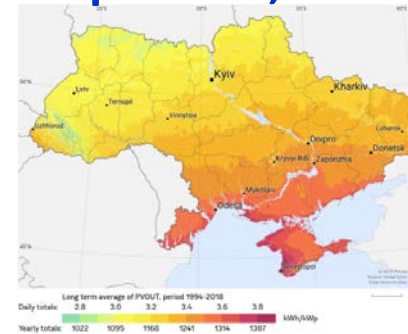 Kyiv
Kharkiv
Lviv
Ternopil
Vinnytsia
Uzhhorod
Luhansk
Dnipro
Donetsk
Kryvyi Rih
Zaporizhia
Mykolaiv
Odesa
Long term average of PVOUT, period 1994-2018
Daily totals: 2.8 3.0 3.2 3.4 3.6 3.8
kWh/kWp
Yearly totals: 1022 1095 1168 1241 1314 1387